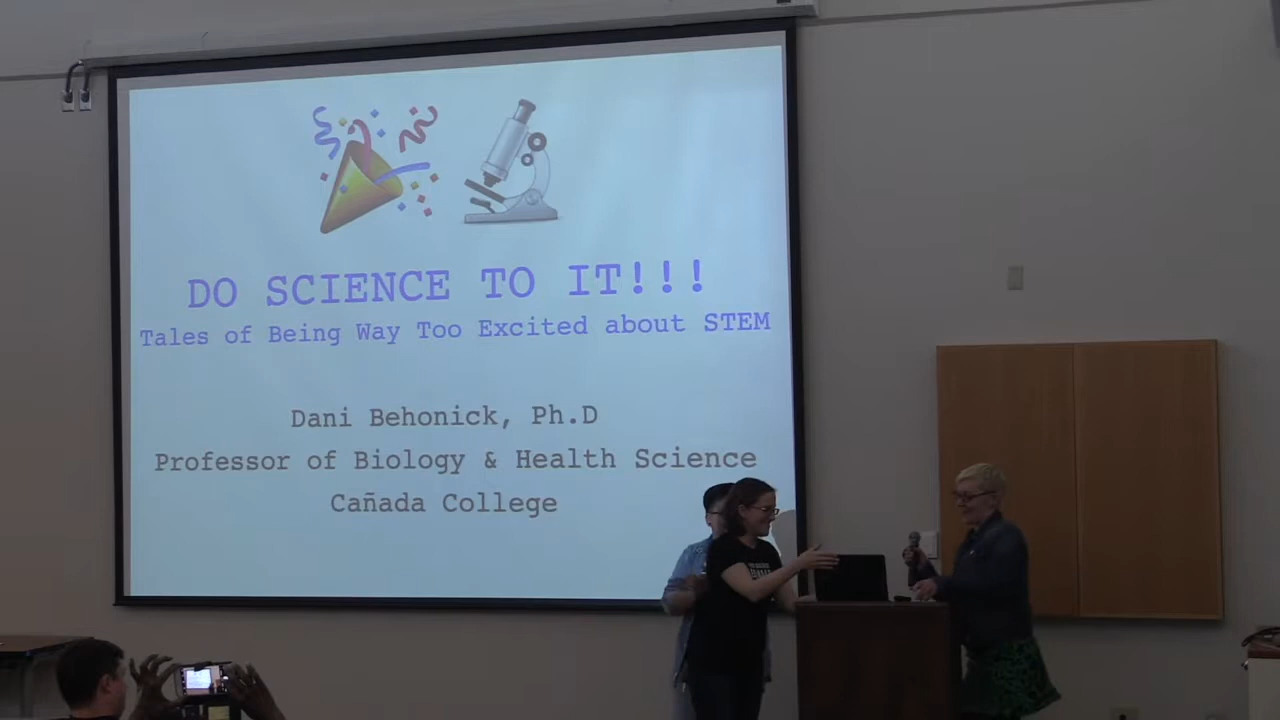 DO SCIENCE TO IT!!!
Tales of Being Way Too Excited about STEM
Dani Behonick, Ph.D
Professor of Biology & Health Science
Cañada College